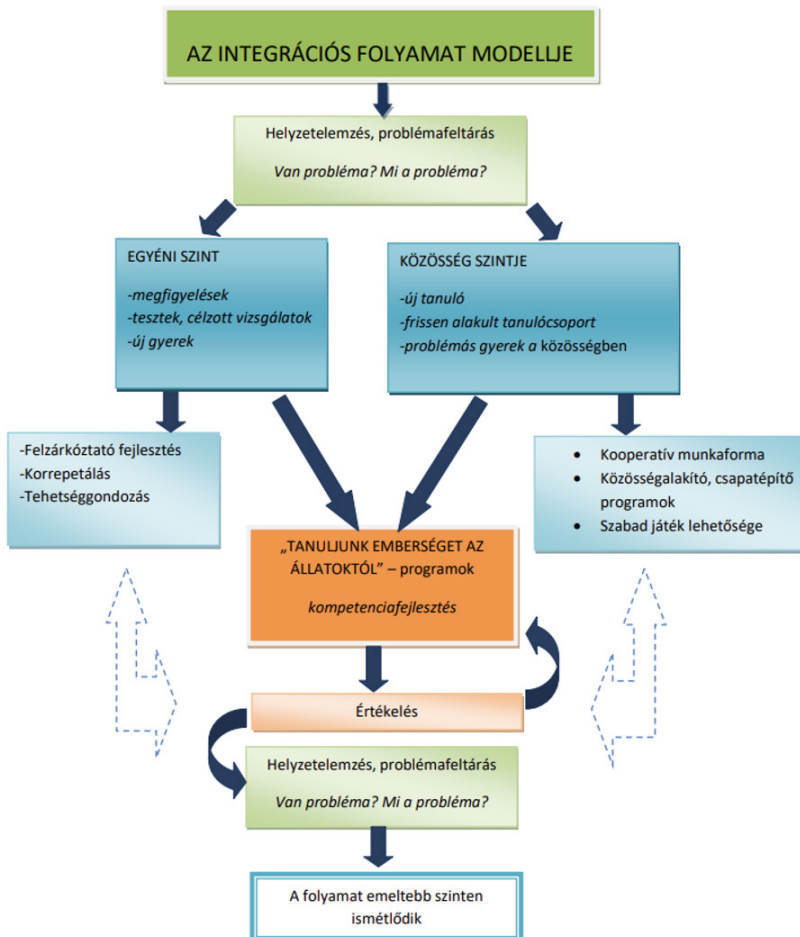 AZ INTEGRÁCIÓS FOLYAMAT MODELLJE
Helyzetelemzés, problémafeltárás
Van probléma? Mi a probléma?
EGYÉNI SZINT
-megfigyelések
-tesztek, célzott vizsgálatok
-új gyerek
KÖZÖSSÉG SZINTJE
-új tanuló
-frissen alakult tanulócsoport
-problémás gyerek a közösségben
-Felzárkóztató fejlesztés
-Korrepetálás
-Tehetséggondozás
• Kooperatív munkaforma
• Közösségalakító, csapatépítő
programok
• Szabad játék lehetősége
„TANULJUNK EMBERSÉGET AZ
ÁLLATOKTÓL” – programok
kompetenciafejlesztés
Értékelés
Helyzetelemzés, problémafeltárás
Van probléma? Mi a probléma?
A folyamat emeltebb szinten
ismétlődik